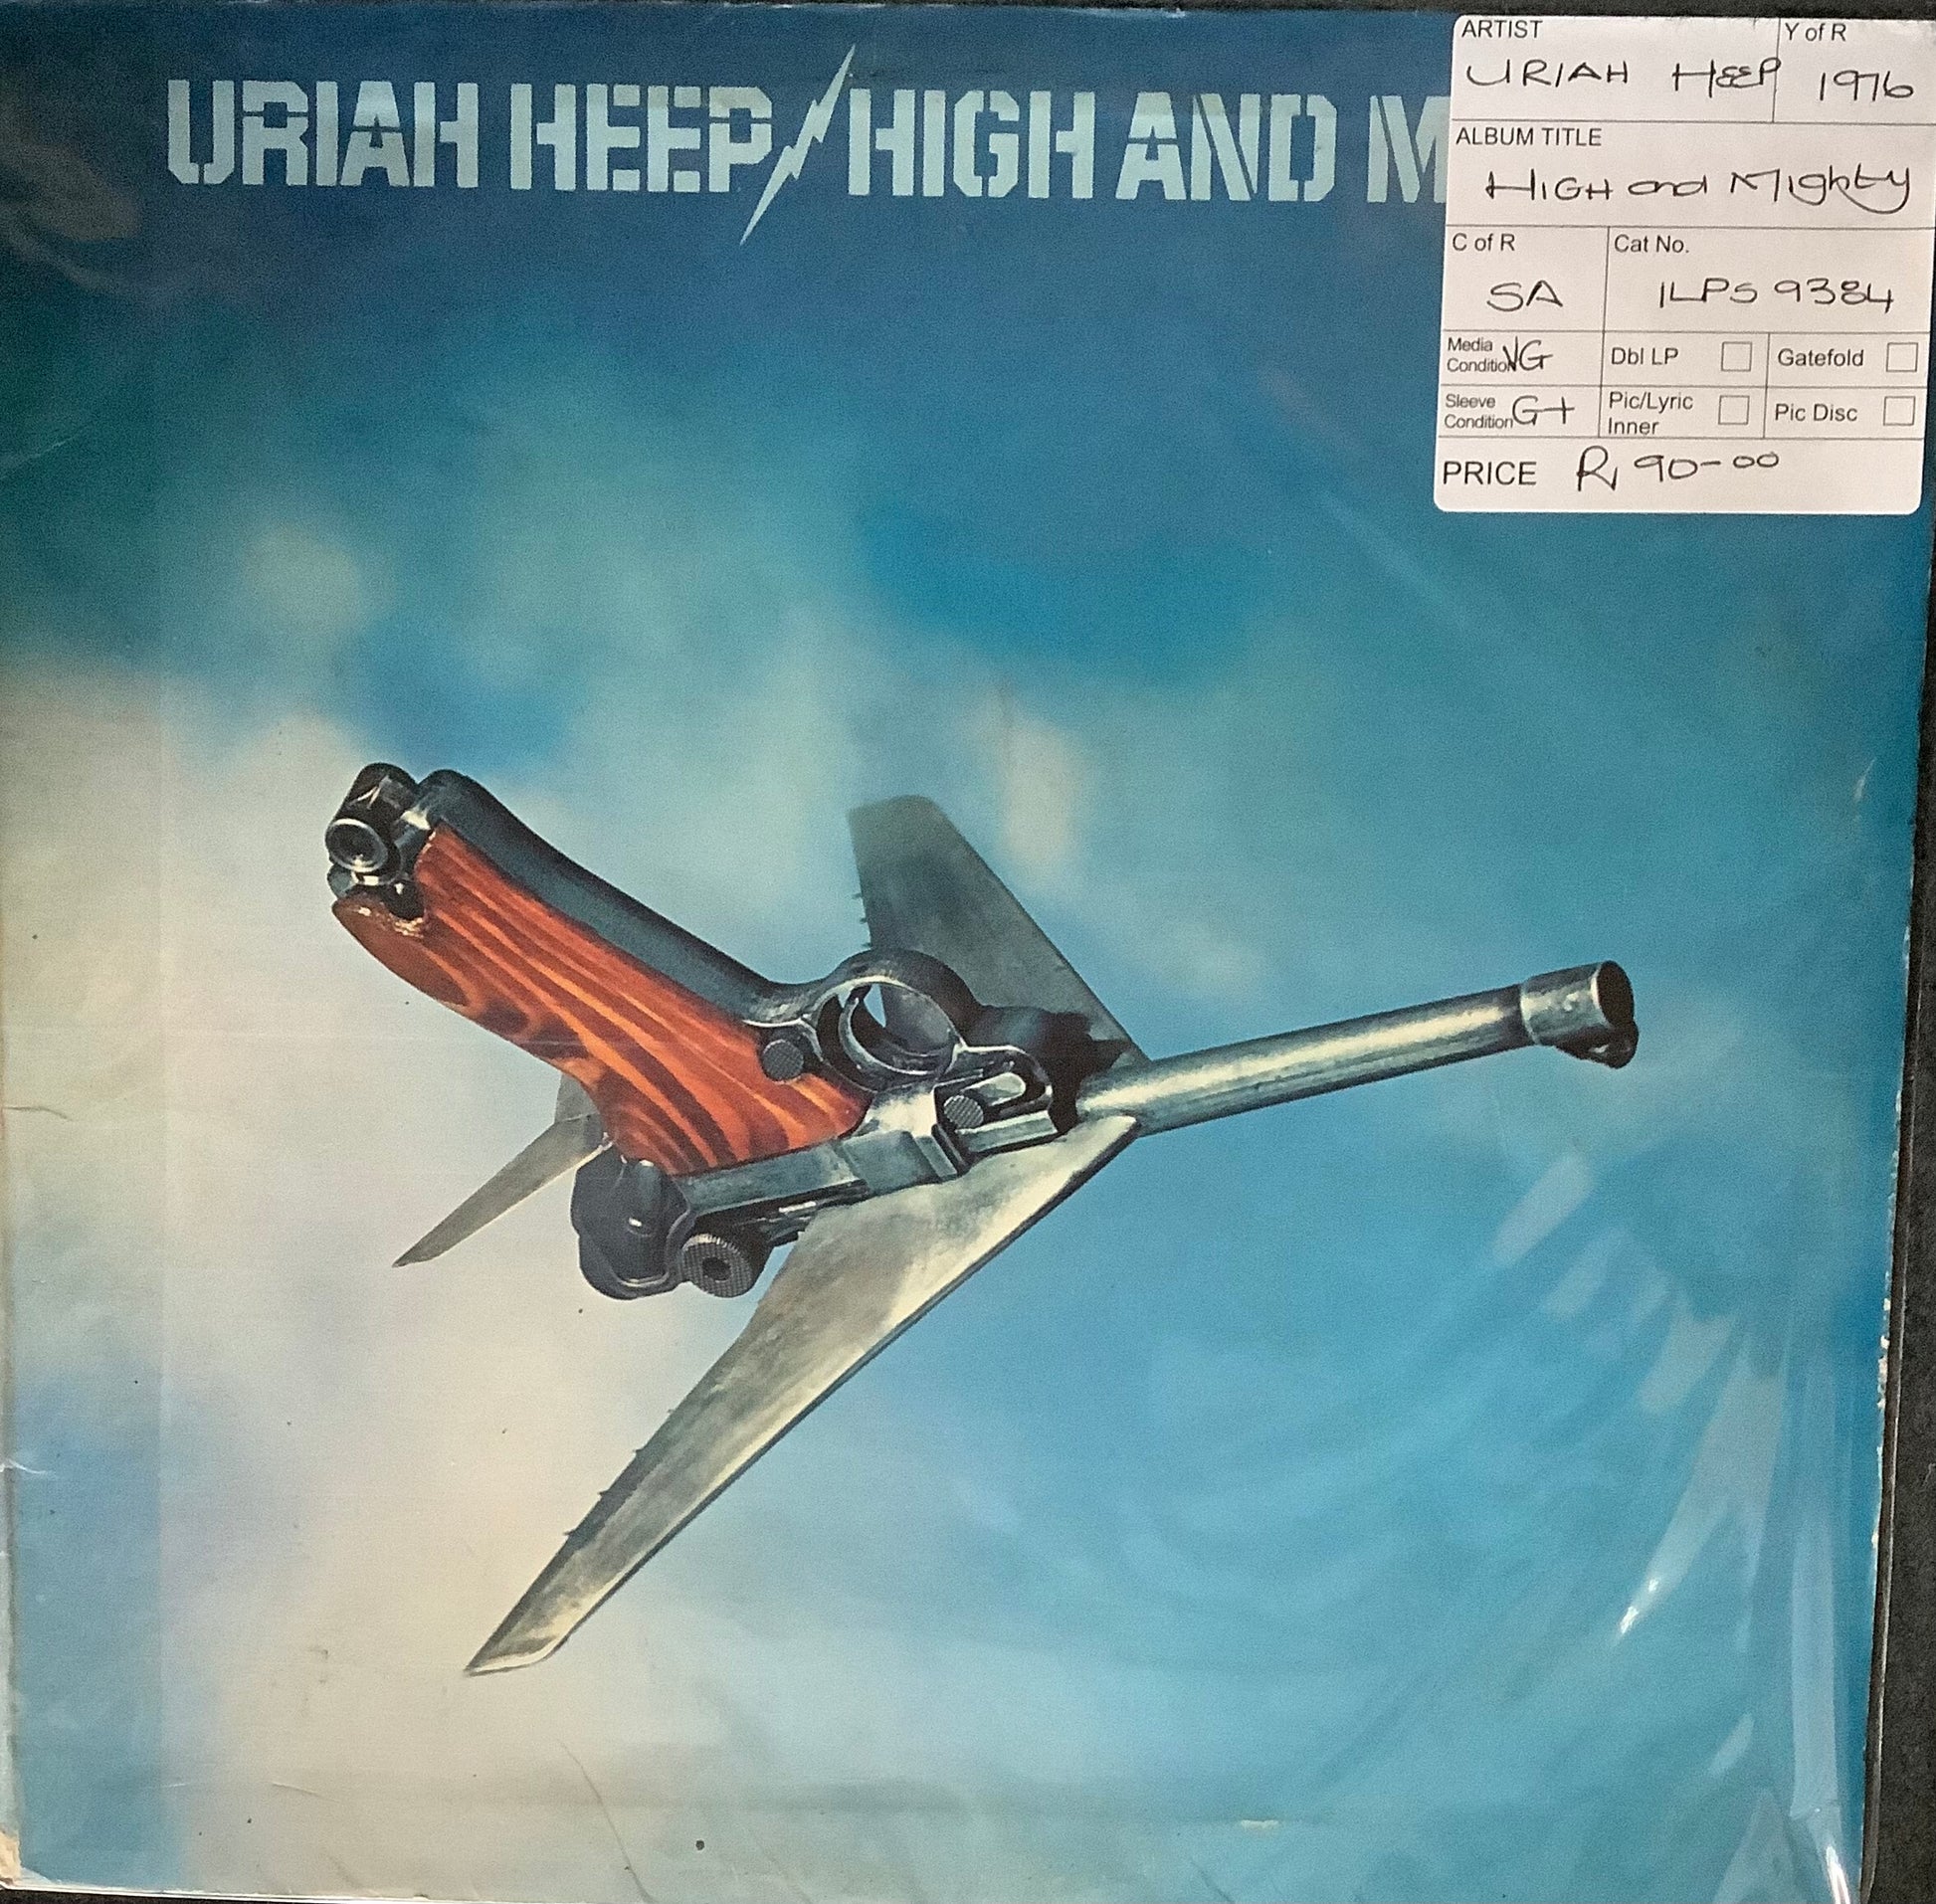 URIAH HEEP/HIGH AND M
ARTIST
URIAH HEEP
Y of R
1976
ALBUM TITLE
HIGH and Mighty
C of R
SA
Cat No.
ILPS 9384
Media Condition VG
Dbl LP
Gatefold
Sleeve Condition G+
Pic/Lyric Inner
Pic Disc
PRICE R 90-00